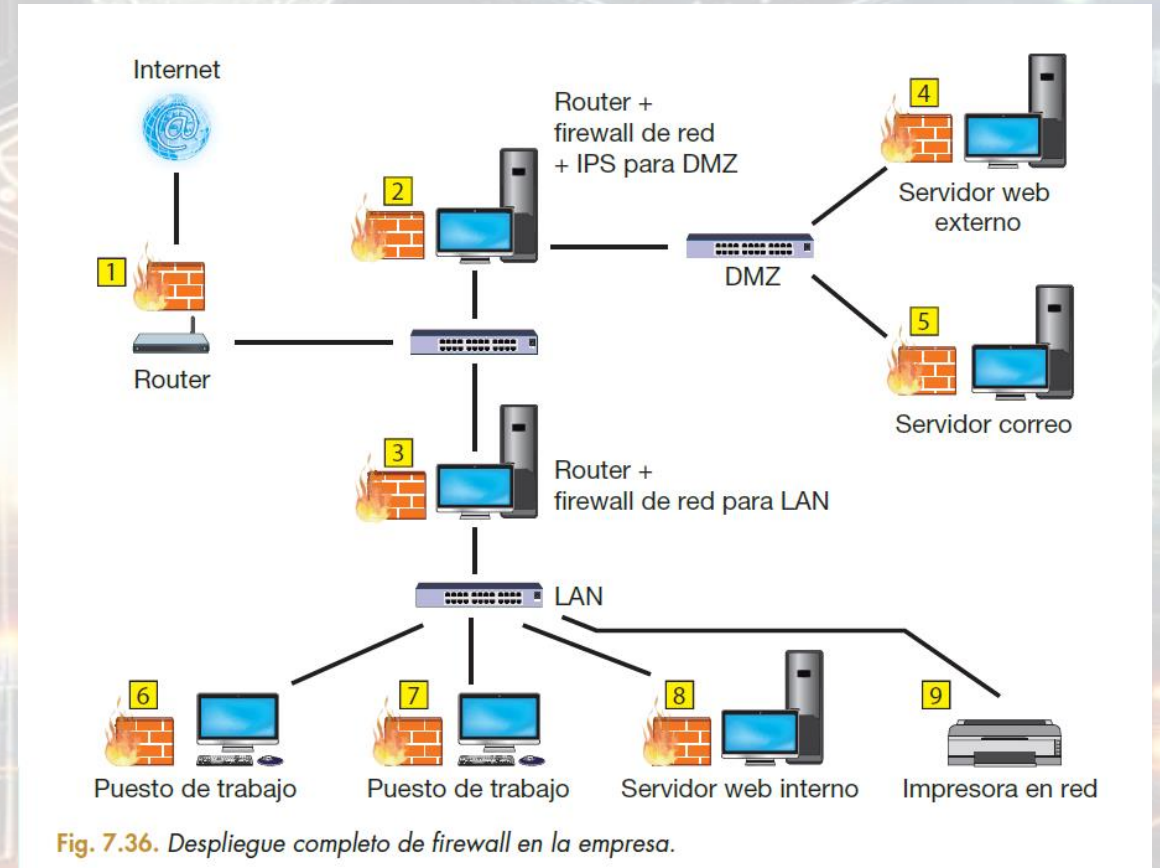 Internet
1
Router
2
Router +
firewall de red
+ IPS para DMZ
DMZ
4
Servidor web
externo
5
Servidor correo
3
Router +
firewall de red para LAN
LAN
6
Puesto de trabajo
7
Puesto de trabajo
8
Servidor web interno
9
Impresora en red
Fig. 7.36. Despliegue completo de firewall en la empresa.